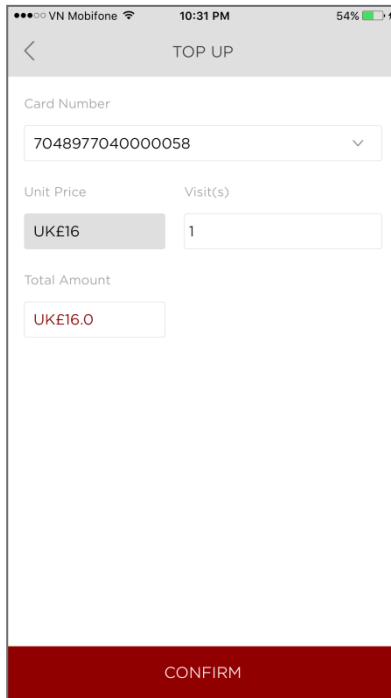 VN Mobifone 10:31 PM 54%
TOP UP
Card Number
7048977040000058
Unit Price Visit(s)
UK£16 1
Total Amount
UK£16.0
CONFIRM